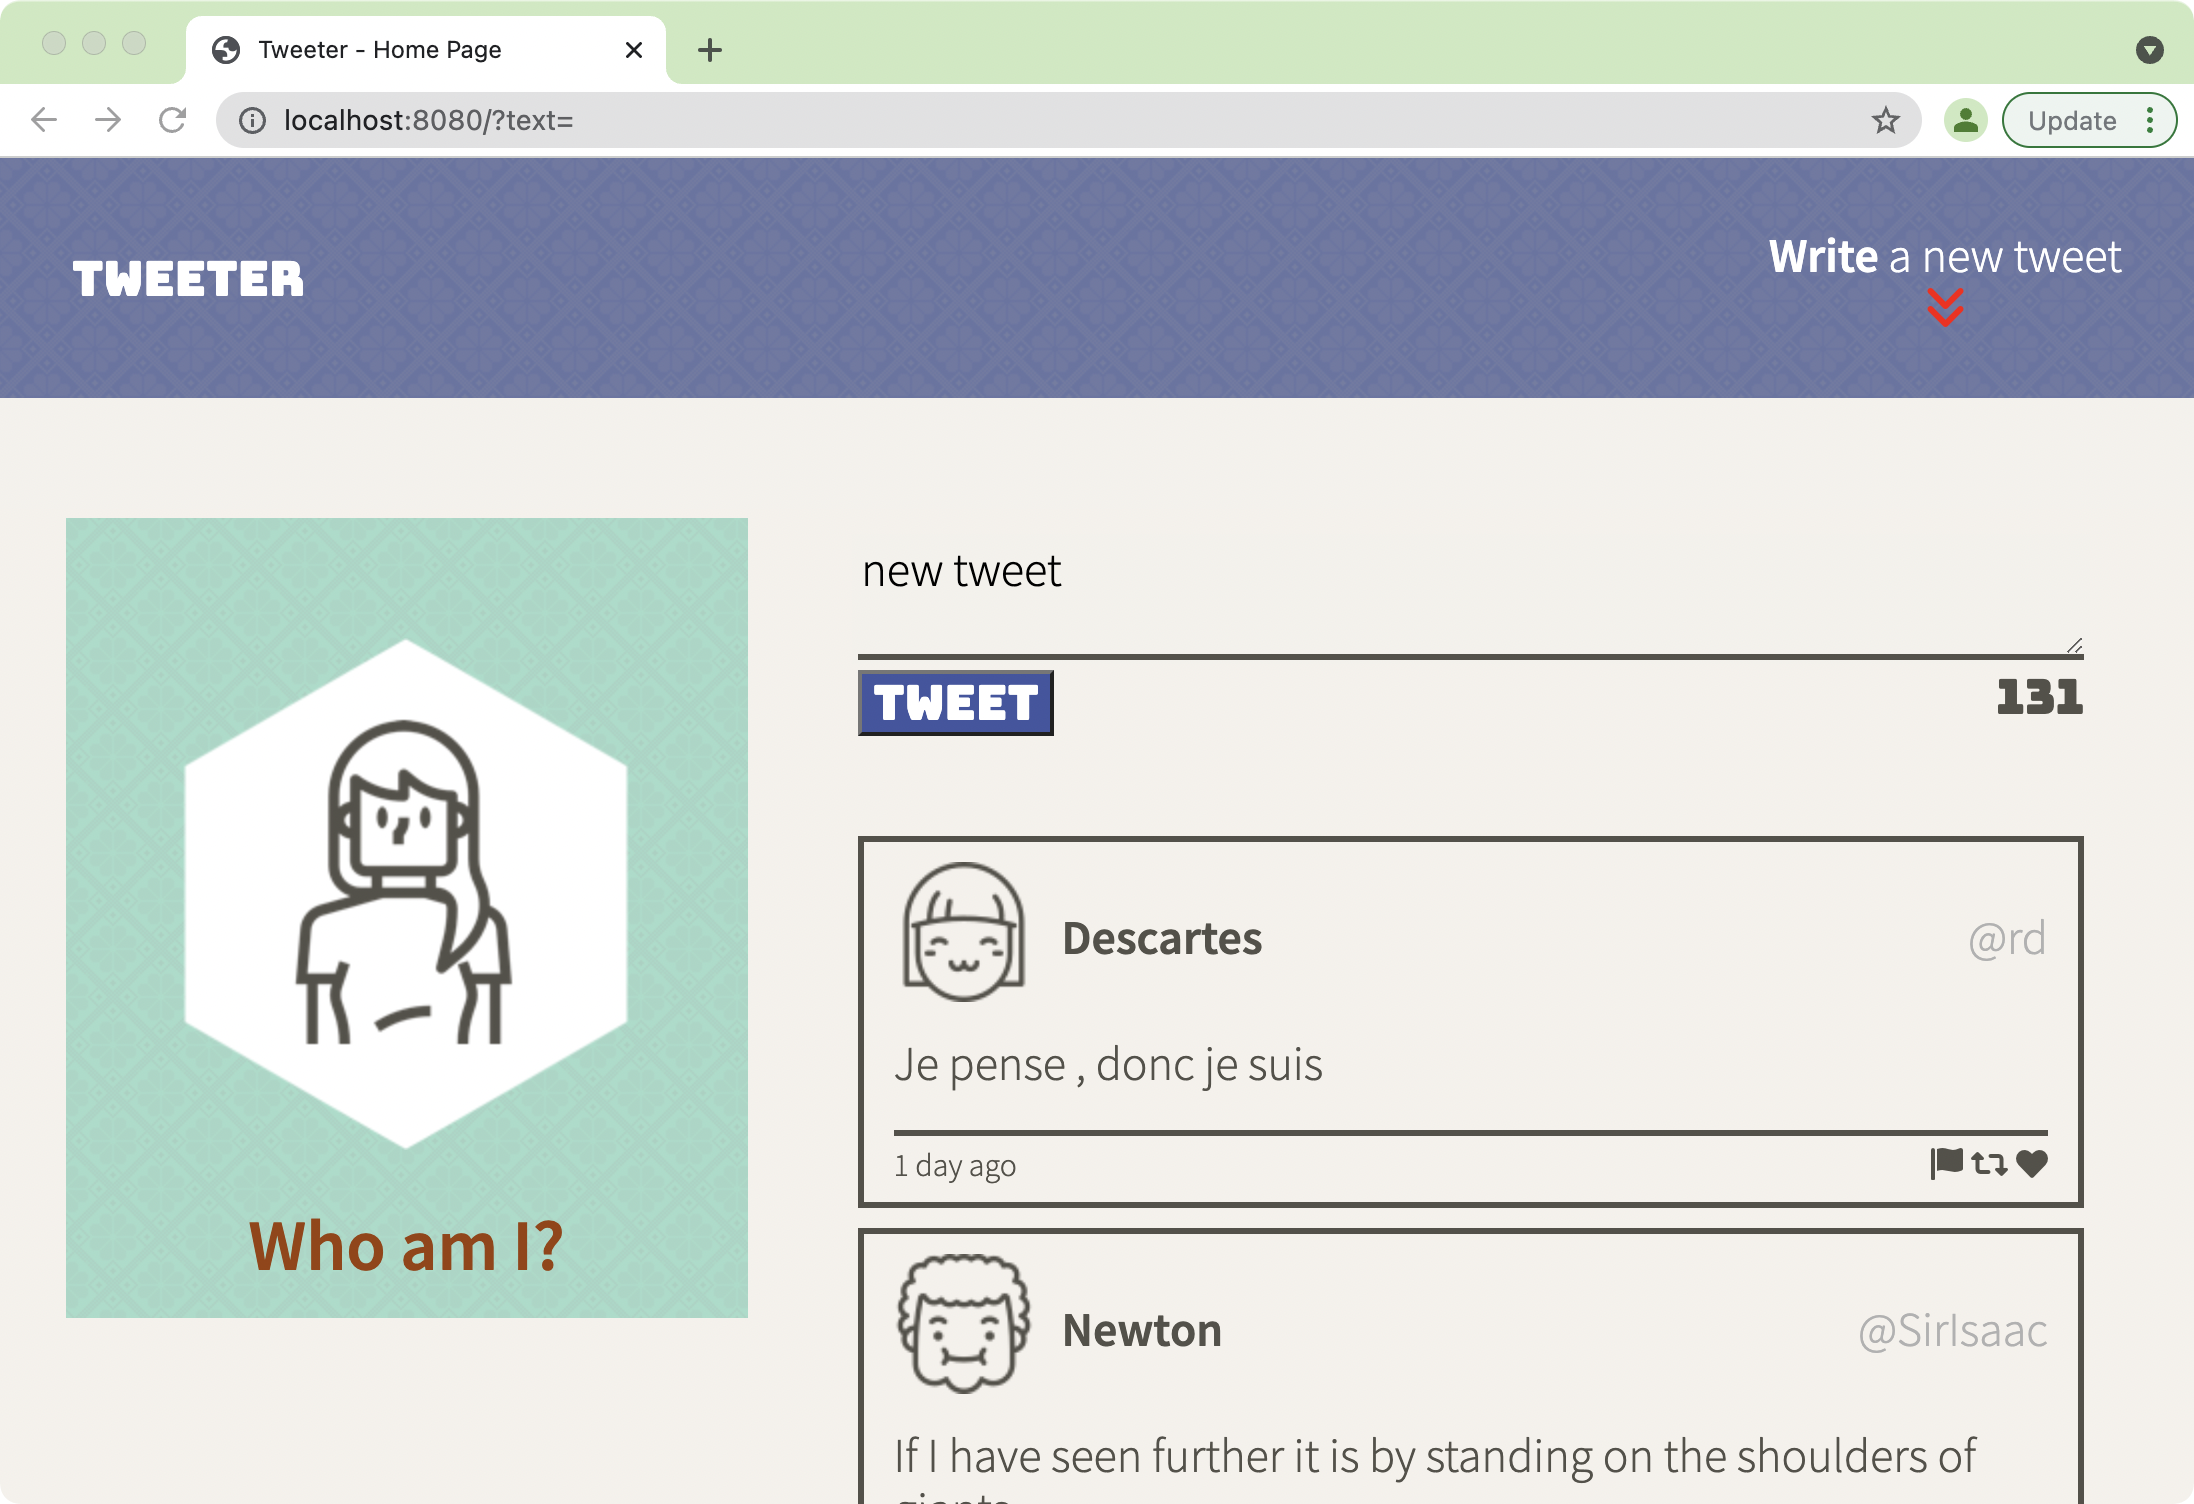 Tweeter - Home Page
localhost:8080/?text=
Update
TWEETER
Write a new tweet
new tweet
TWEET
131
Who am I?
Descartes
@rd
Je pense , donc je suis
1 day ago
Newton
@SirIsaac
If I have seen further it is by standing on the shoulders of
giants